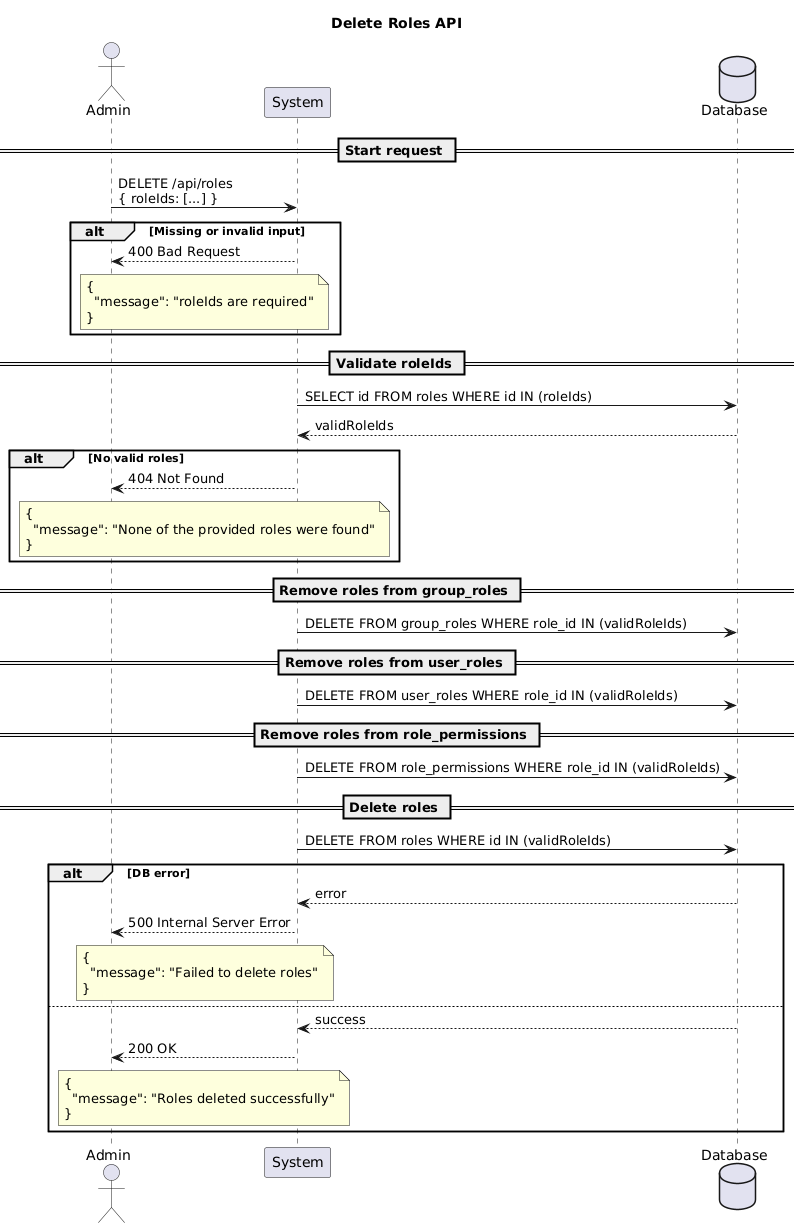 Delete Roles API
Admin
System
Database
Start request
DELETE /api/roles
{ roleIds: [...] }
alt [Missing or invalid input]
400 Bad Request
{
"message": "roleIds are required"
}
Validate roleIds
SELECT id FROM roles WHERE id IN (roleIds)
validRoleIds
alt [No valid roles]
404 Not Found
{
"message": "None of the provided roles were found"
}
Remove roles from group_roles
DELETE FROM group_roles WHERE role_id IN (validRoleIds)
Remove roles from user_roles
DELETE FROM user_roles WHERE role_id IN (validRoleIds)
Remove roles from role_permissions
DELETE FROM role_permissions WHERE role_id IN (validRoleIds)
Delete roles
DELETE FROM roles WHERE id IN (validRoleIds)
alt [DB error]
error
500 Internal Server Error
{
"message": "Failed to delete roles"
}
success
200 OK
{
"message": "Roles deleted successfully"
}
Admin
System
Database